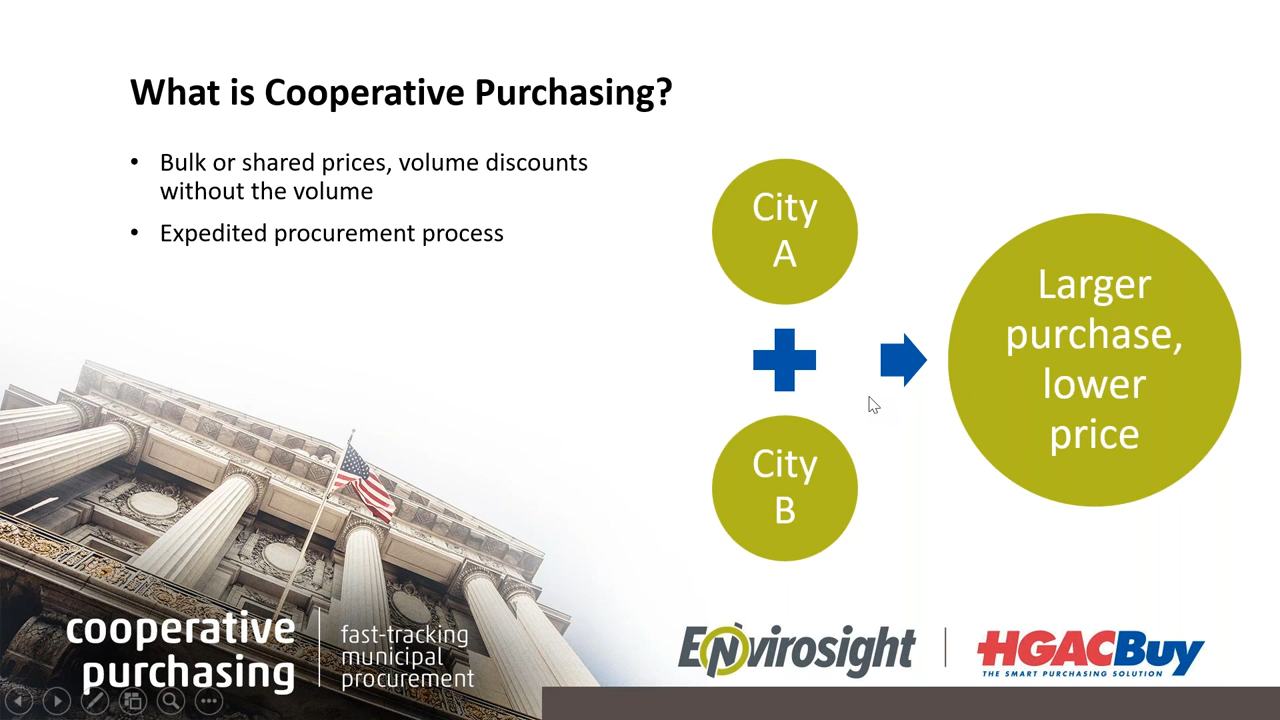 What is Cooperative Purchasing?
• Bulk or shared prices, volume discounts
without the volume
• Expedited procurement process
City
A
City
B
Larger
purchase,
lower
price
cooperative
purchasing
fast-tracking
municipal
procurement
Envirosight
HGACBuy
THE SMART PURCHASING SOLUTION